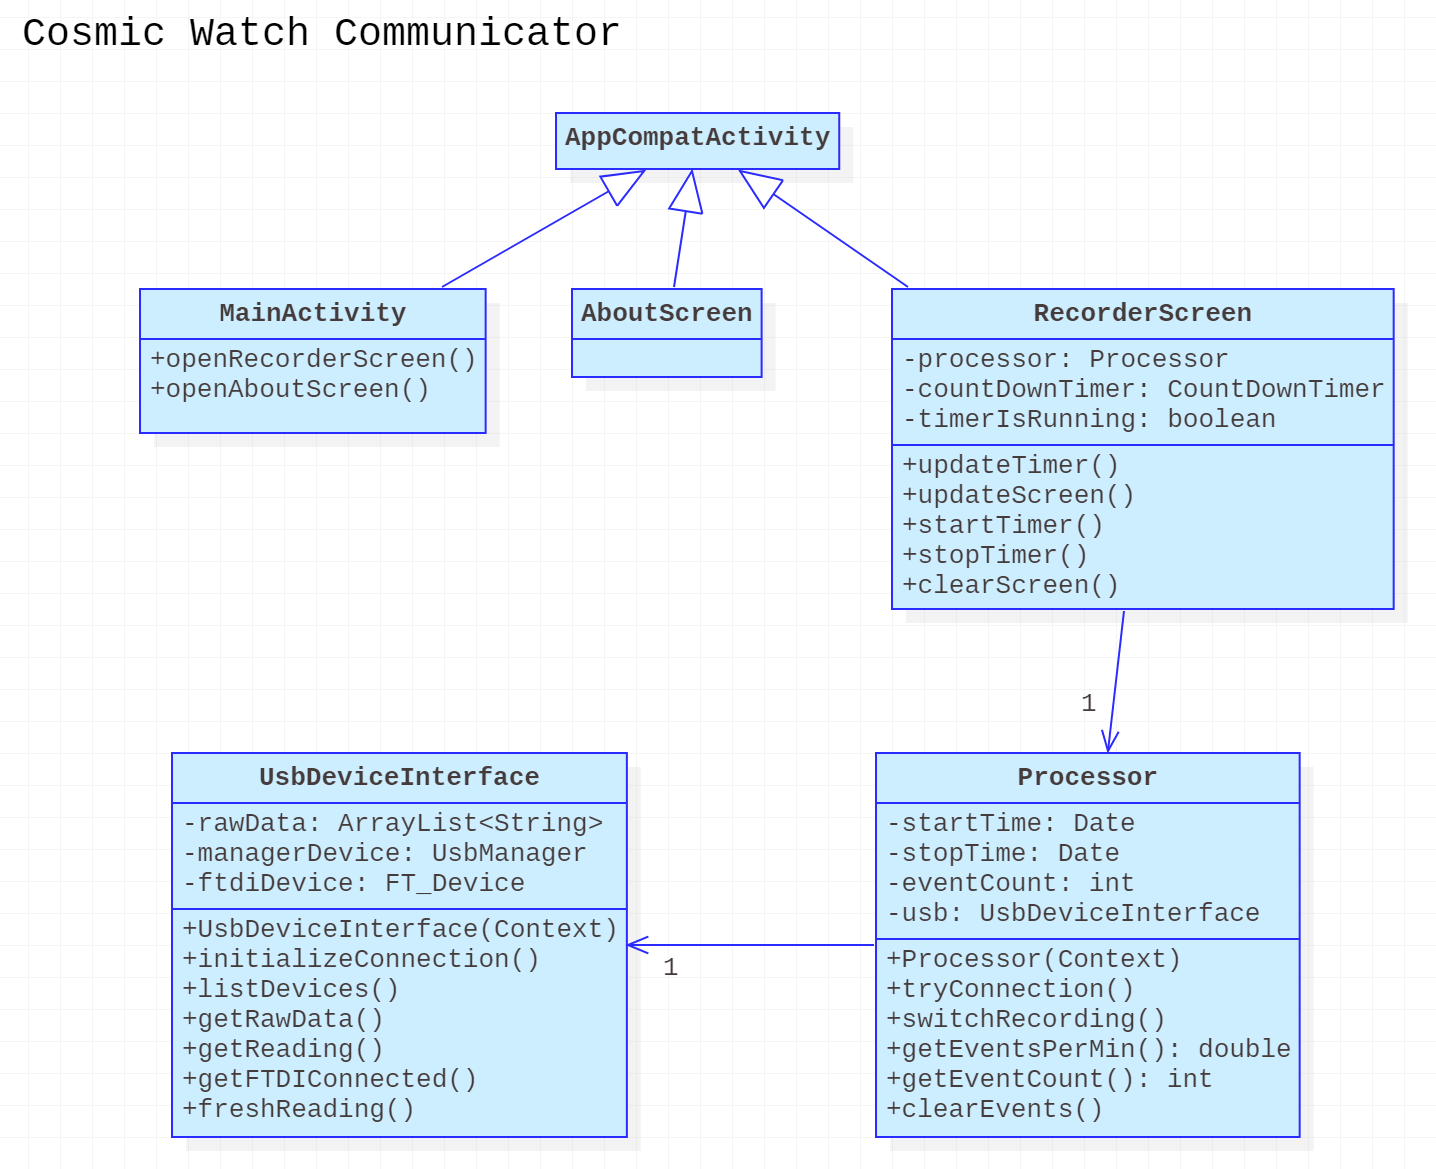 Cosmic Watch Communicator
AppCompatActivity
MainActivity
+openRecorderScreen()
+openAboutScreen()
AboutScreen
RecorderScreen
-processor: Processor
-countDownTimer: CountDownTimer
-timerIsRunning: boolean
+updateTimer()
+updateScreen()
+startTimer()
+stopTimer()
+clearScreen()
1
UsbDeviceInterface
-rawData: ArrayList<String>
-managerDevice: UsbManager
-ftdiDevice: FT_Device
+UsbDeviceInterface(Context)
+initializeConnection()
+listDevices()
+getRawData()
+getReading()
+getFTDIConnected()
+freshReading()
1
Processor
-startTime: Date
-stopTime: Date
-eventCount: int
-usb: UsbDeviceInterface
+Processor(Context)
+tryConnection()
+switchRecording()
+getEventsPerMin(): double
+getEventCount(): int
+clearEvents()